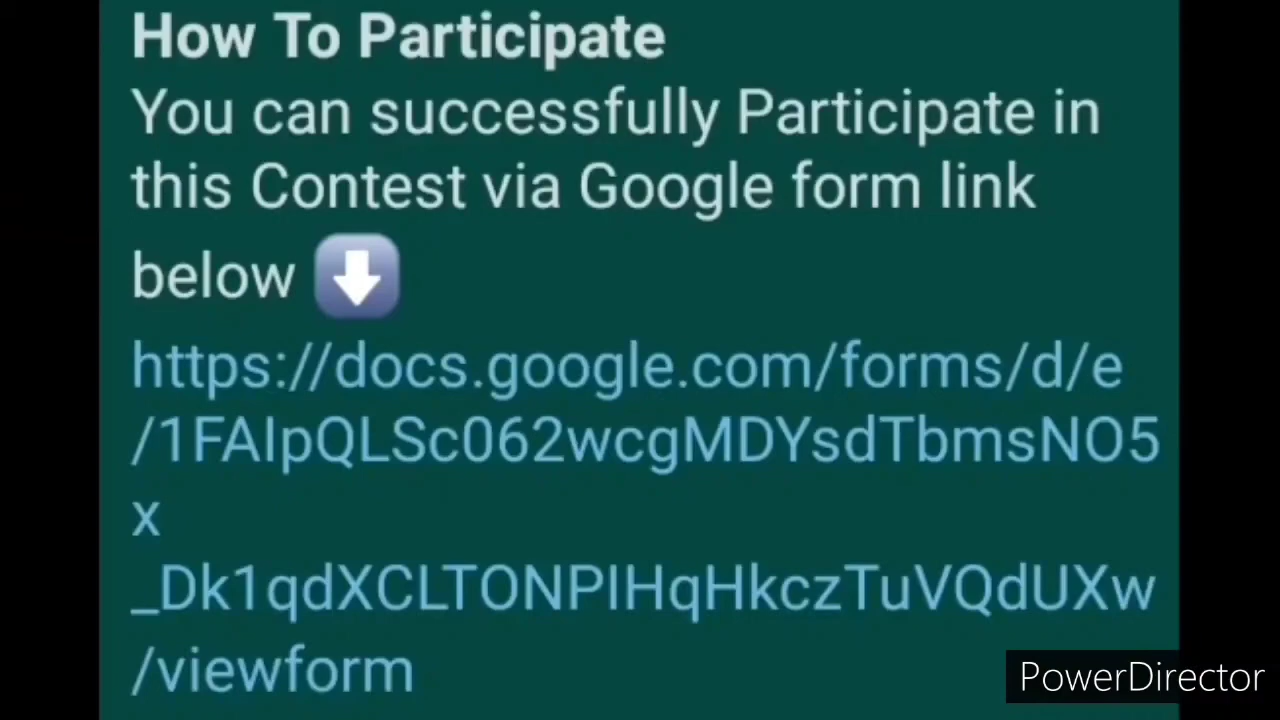 How To Participate
You can successfully Participate in
this Contest via Google form link
below ⬇️
https://docs.google.com/forms/d/e
/1FAIpQLSc062wcgMDYsdTbmsNO5
x
_Dk1qdXCLTONPIHqHkczTuVQdUXw
/viewform
PowerDirector